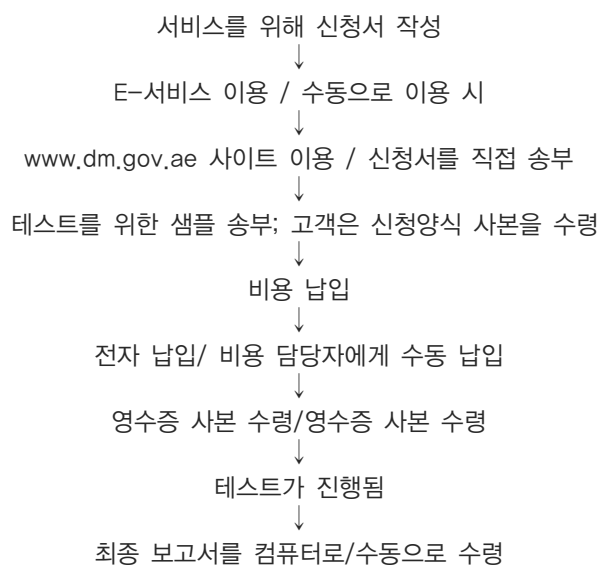 서비스를 위해 신청서 작성
↓
E-서비스 이용 / 수동으로 이용 시
↓
www.dm.gov.ae 사이트 이용 / 신청서를 직접 송부
↓
테스트를 위한 샘플 송부; 고객은 신청양식 사본을 수령
↓
비용 납입
↓
전자 납입/ 비용 담당자에게 수동 납입
↓
영수증 사본 수령/영수증 사본 수령
↓
테스트가 진행됨
↓
최종 보고서를 컴퓨터로/수동으로 수령